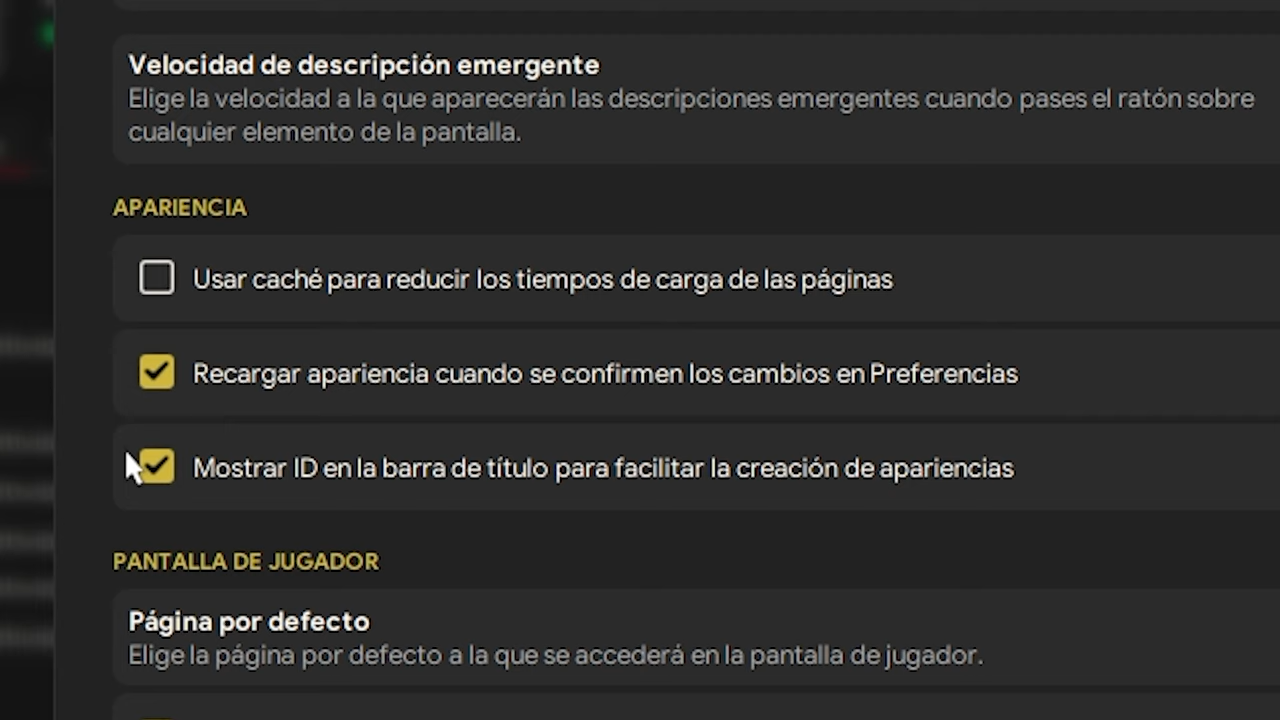 Velocidad de descripción emergente
Elige la velocidad a la que aparecerán las descripciones emergentes cuando pases el ratón sobre
cualquier elemento de la pantalla.
APARIENCIA
Usar caché para reducir los tiempos de carga de las páginas
Recargar apariencia cuando se confirmen los cambios en Preferencias
Mostrar ID en la barra de título para facilitar la creación de apariencias
PANTALLA DE JUGADOR
Página por defecto
Elige la página por defecto a la que se accederá en la pantalla de jugador.